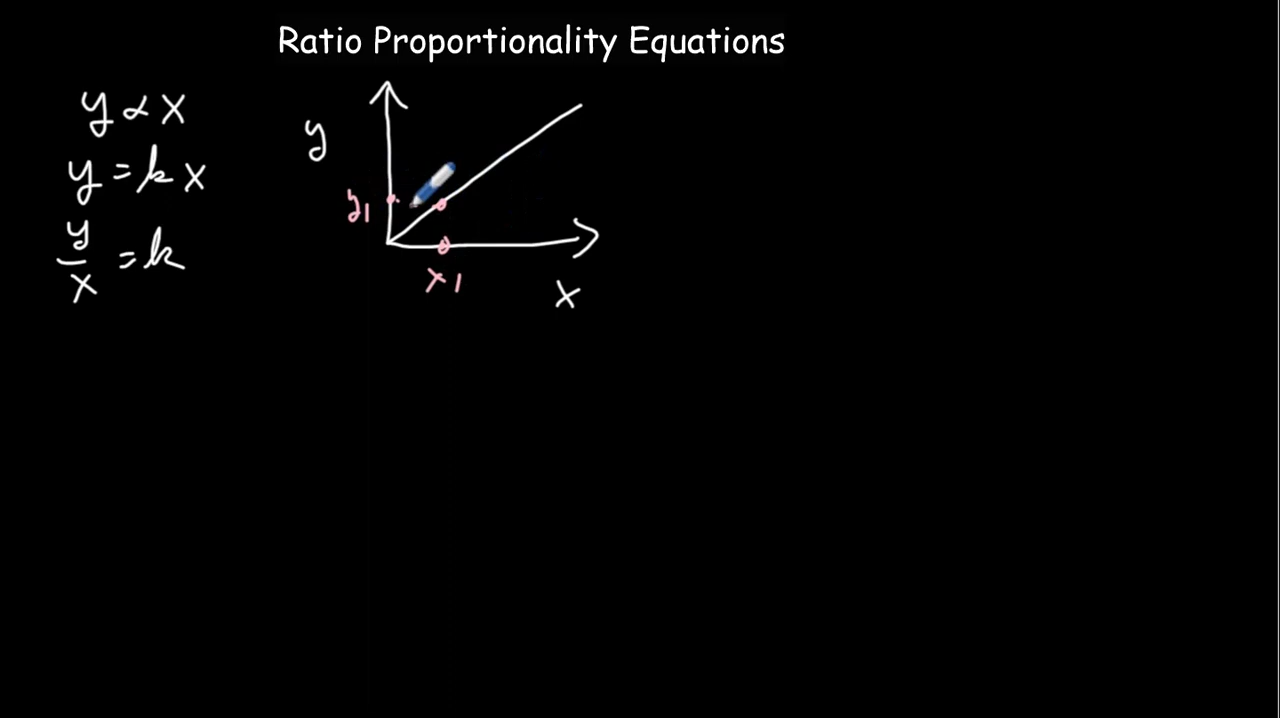 Ratio Proportionality Equations
y ∝ x
y = k x
y/x = k
y
y1
x1
x